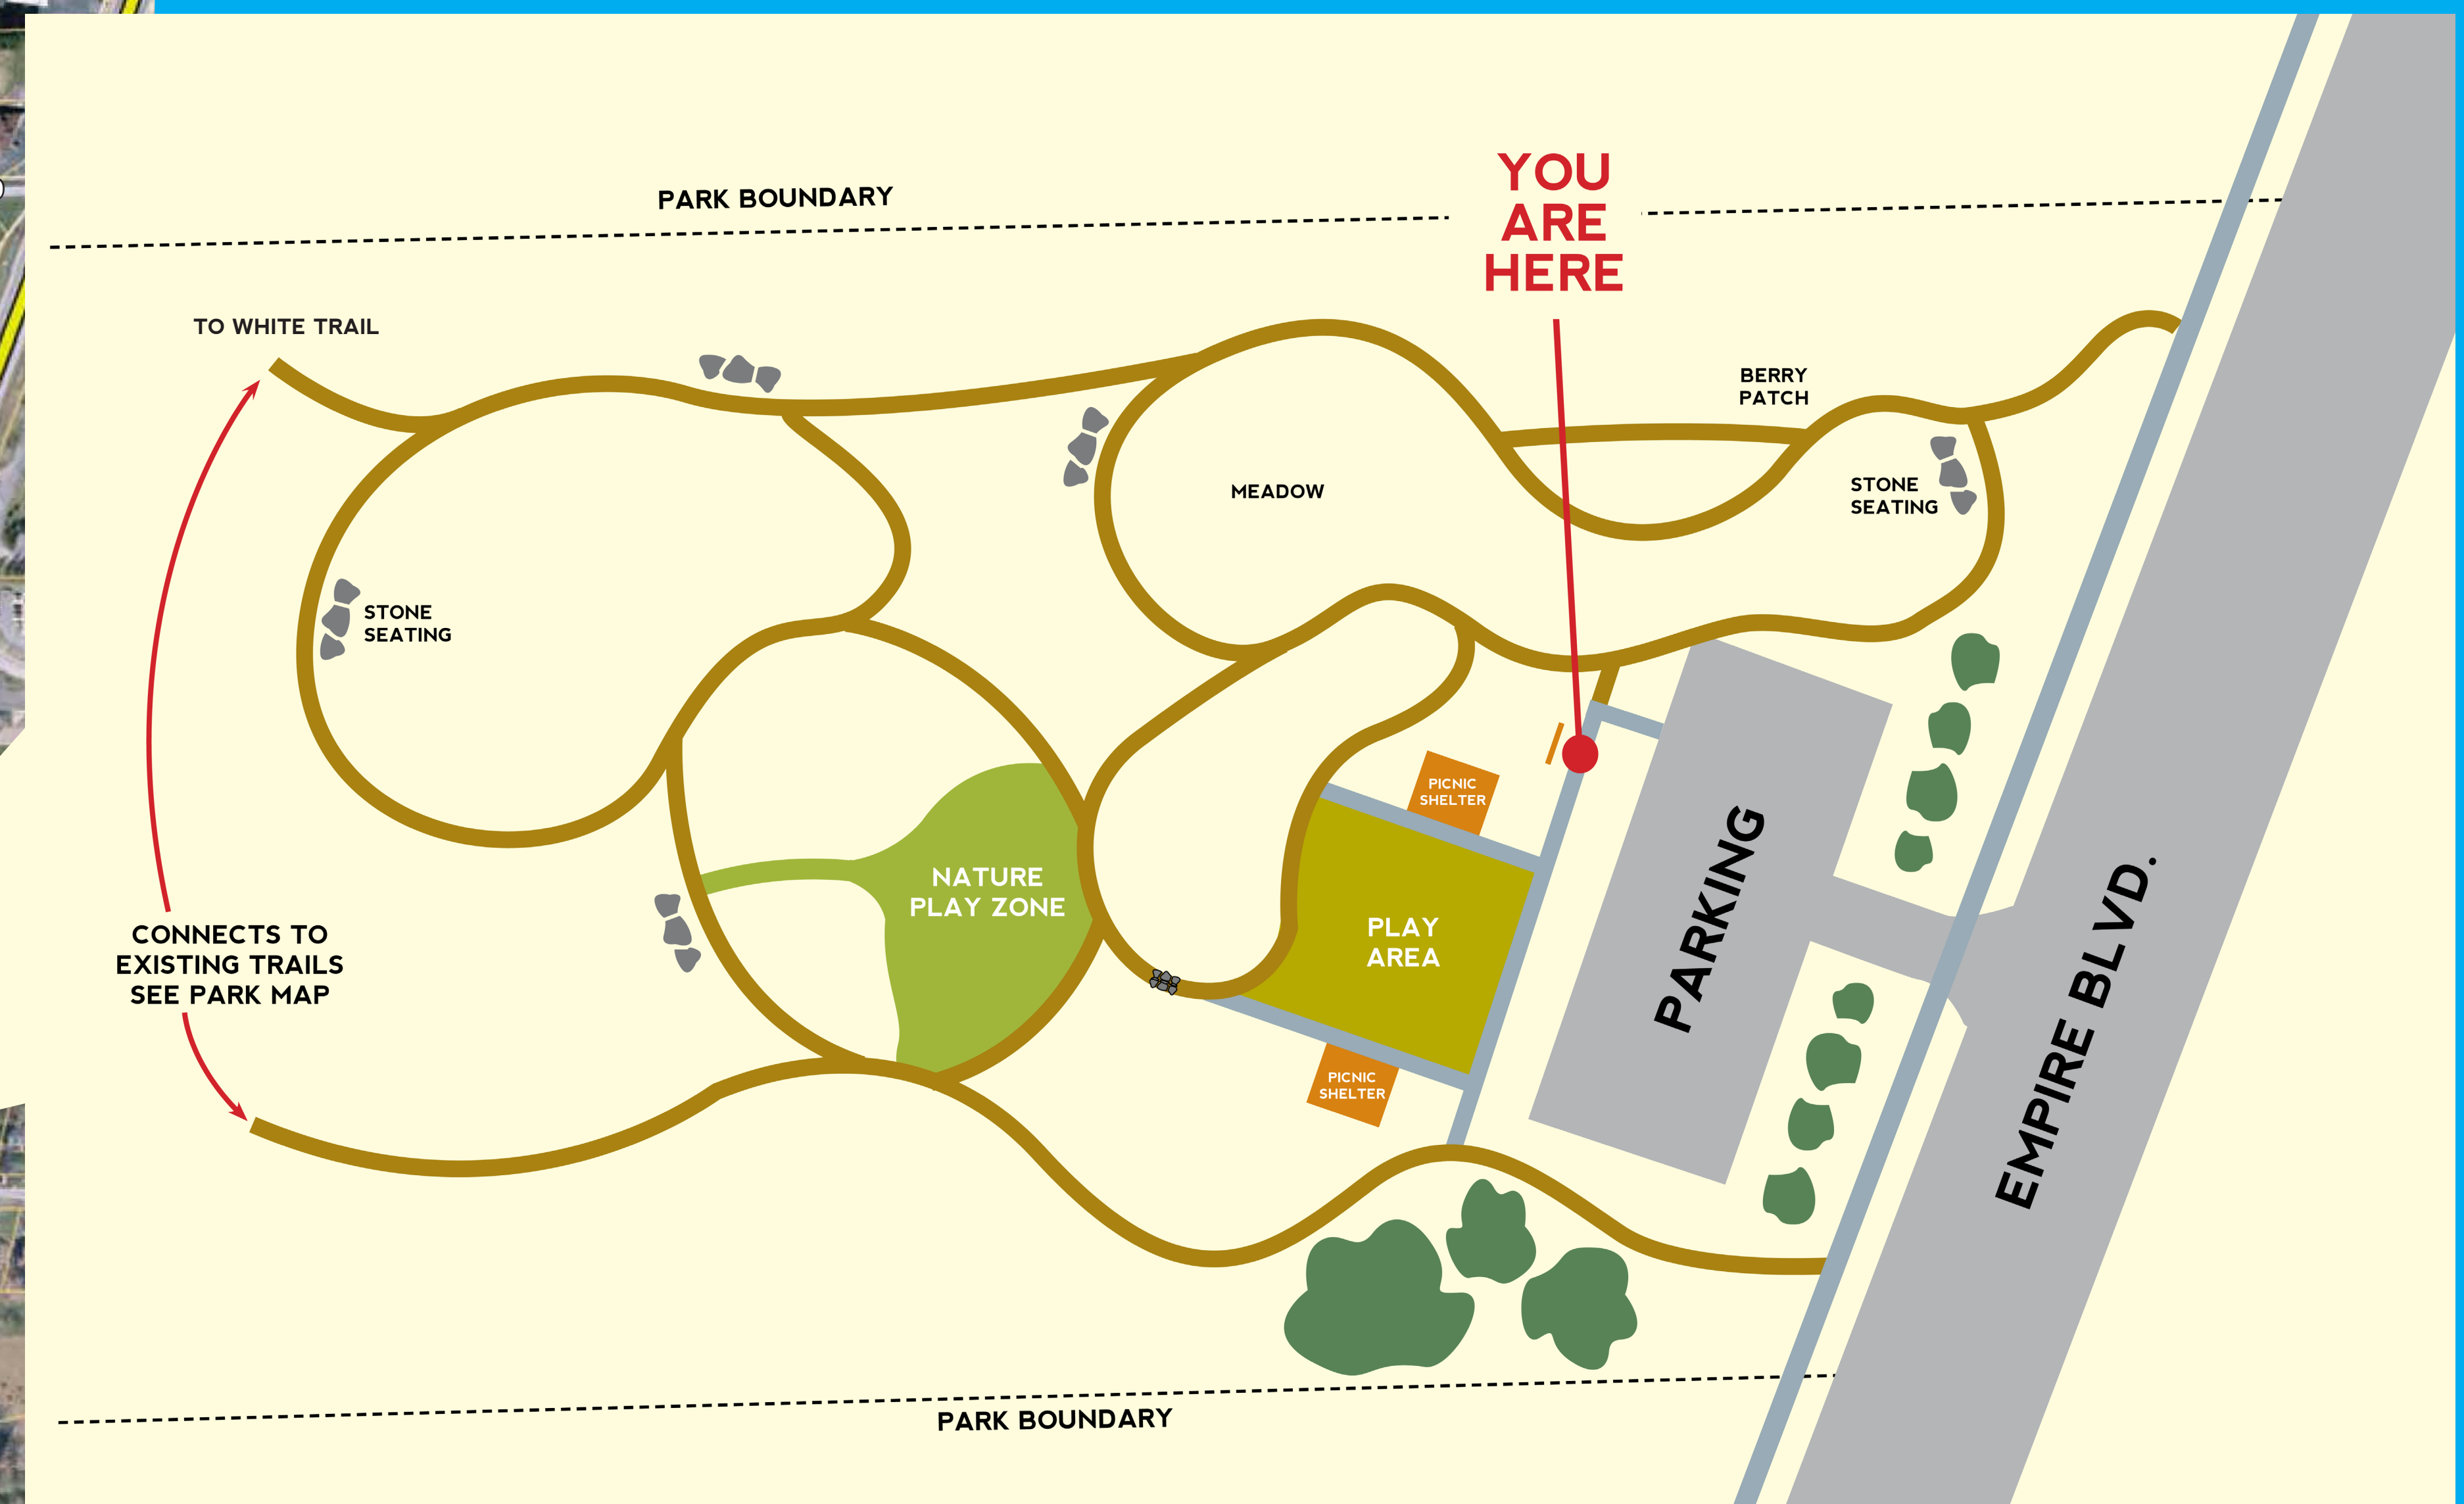 PARK BOUNDARY
YOU
ARE
HERE
TO WHITE TRAIL
BERRY
PATCH
MEADOW
STONE
SEATING
STONE
SEATING
PICNIC
SHELTER
NATURE
PLAY ZONE
PLAY
AREA
PARKING
EMPIRE BLVD.
CONNECTS TO
EXISTING TRAILS
SEE PARK MAP
PICNIC
SHELTER
PARK BOUNDARY